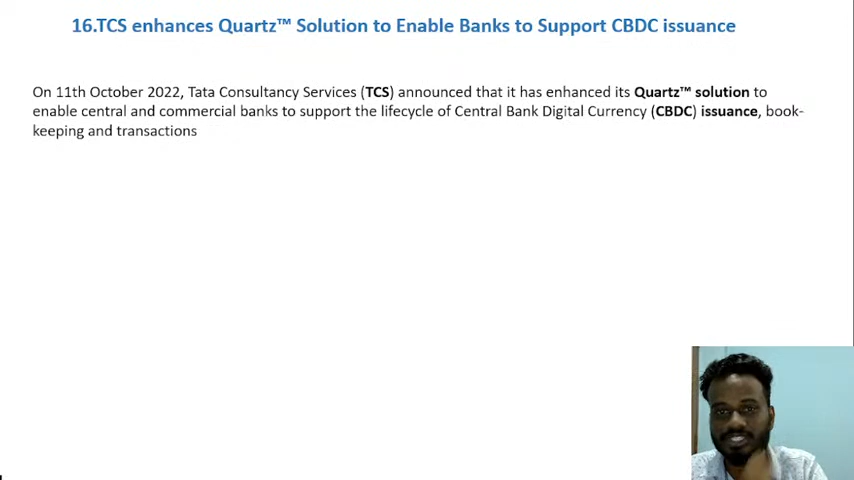 16.TCS enhances Quartz™ Solution to Enable Banks to Support CBDC issuance
On 11th October 2022, Tata Consultancy Services (TCS) announced that it has enhanced its Quartz™ solution to
enable central and commercial banks to support the lifecycle of Central Bank Digital Currency (CBDC) issuance, book-
keeping and transactions